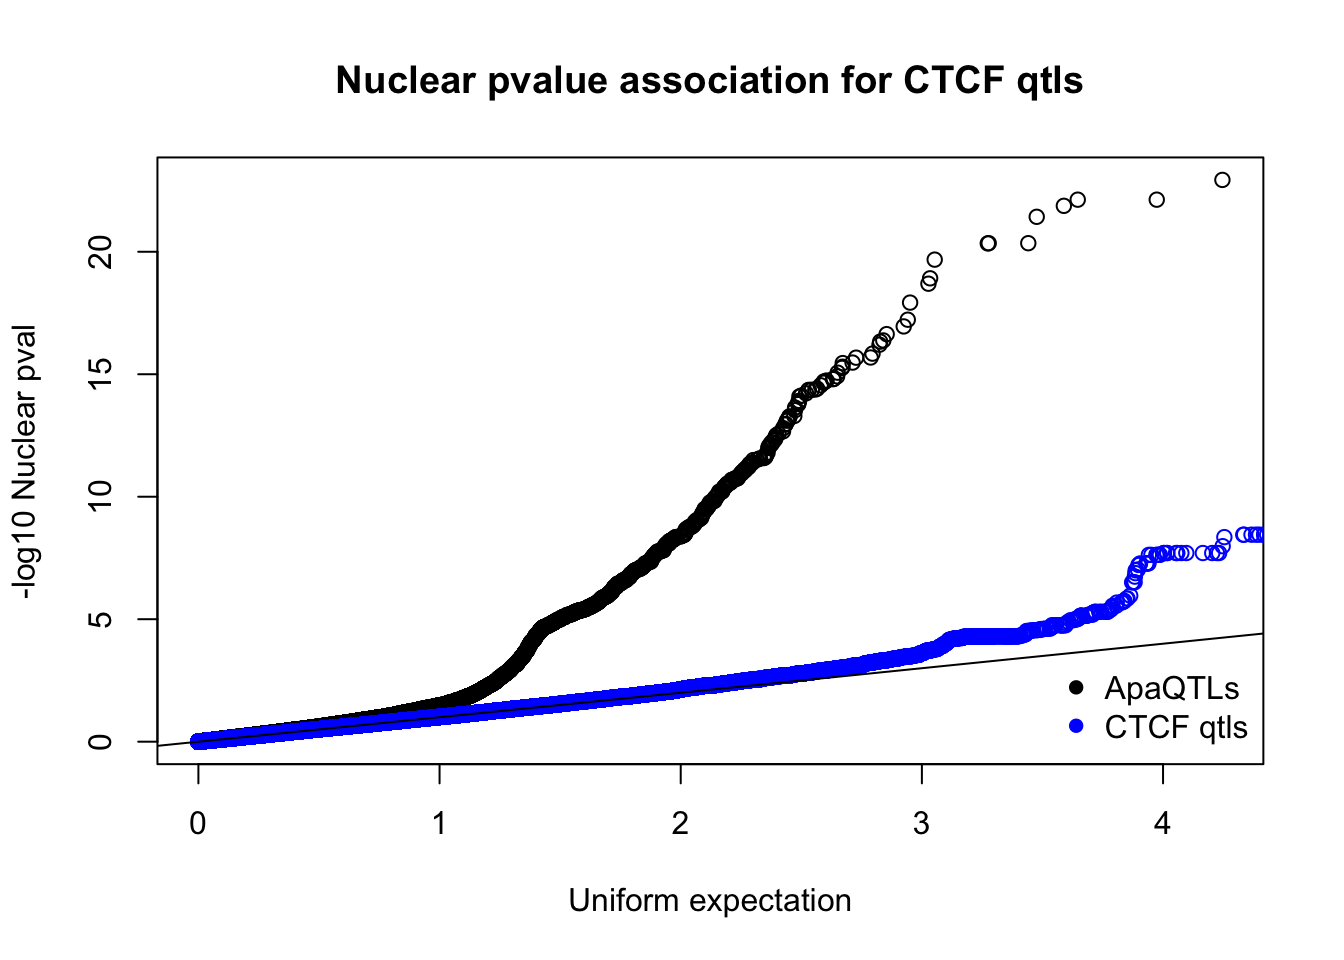 Nuclear pvalue association for CTCF qtls
-log10 Nuclear pval
20
15
10
5
0
ApaQTLs
CTCF qtls
0 1 2 3 4
Uniform expectation